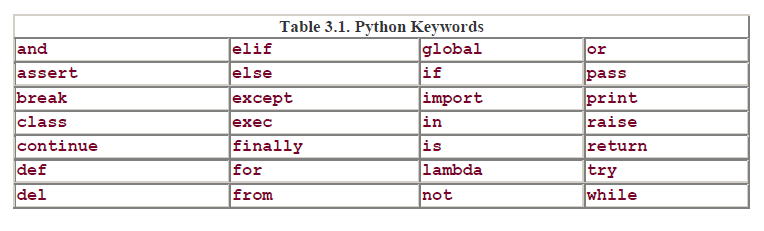 Table 3.1. Python Keywords
and elif global or
assert else if pass
break except import print
class exec in raise
continue finally is return
def for lambda try
del from not while